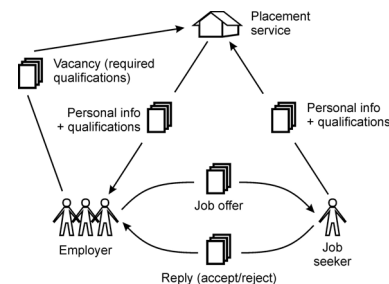 Placement
service
Vacancy (required
qualifications)
Personal info
+ qualifications
Personal info
+ qualifications
Job offer
Employer
Job
seeker
Reply (accept/reject)